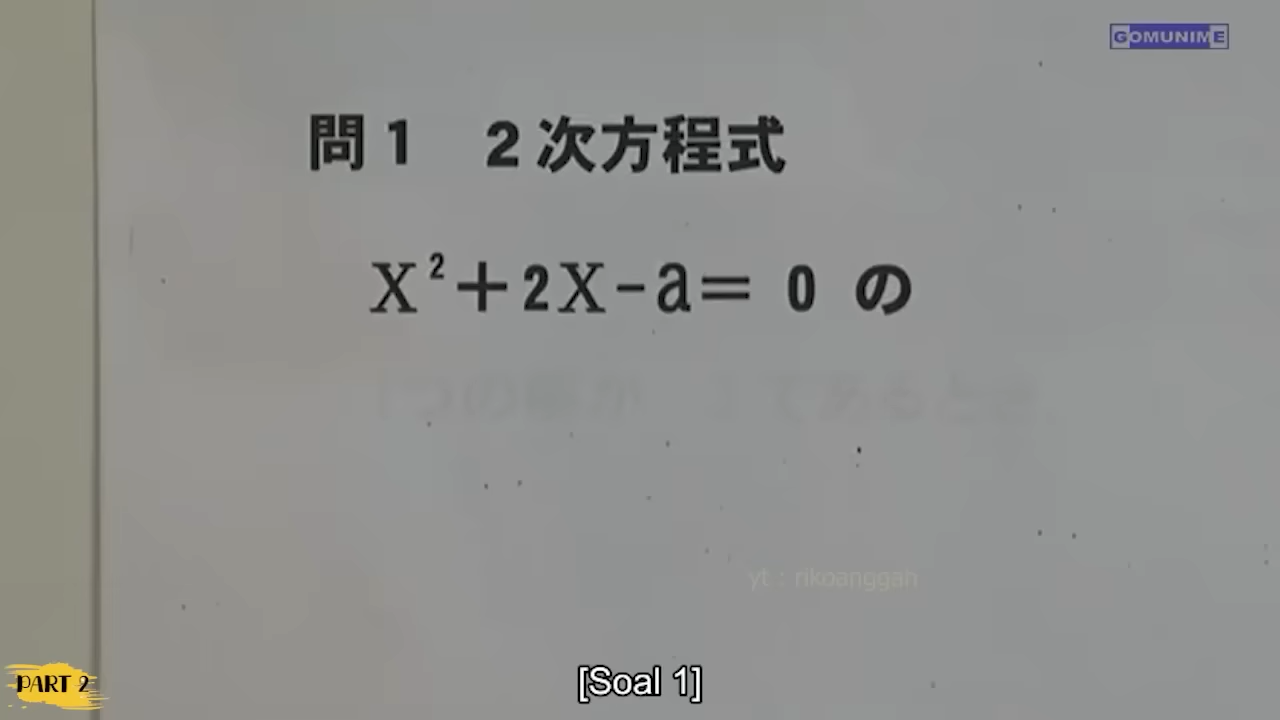 GOMUNIME
問1 2次方程式
X²+2X-a= 0 の
yt : rikoanggah
PART 2
[Soal 1]